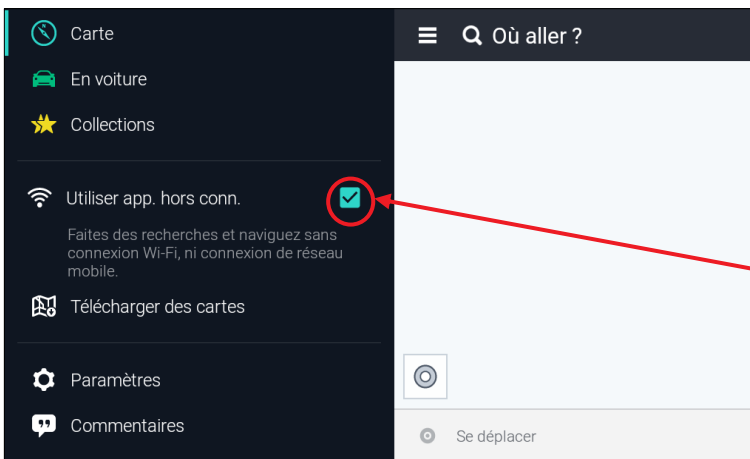 Carte
En voiture
Collections
Utiliser app. hors conn.
Faites des recherches et naviguez sans
connexion Wi-Fi, ni connexion de réseau
mobile.
Télécharger des cartes
Paramètres
Commentaires
Où aller ?
Se déplacer